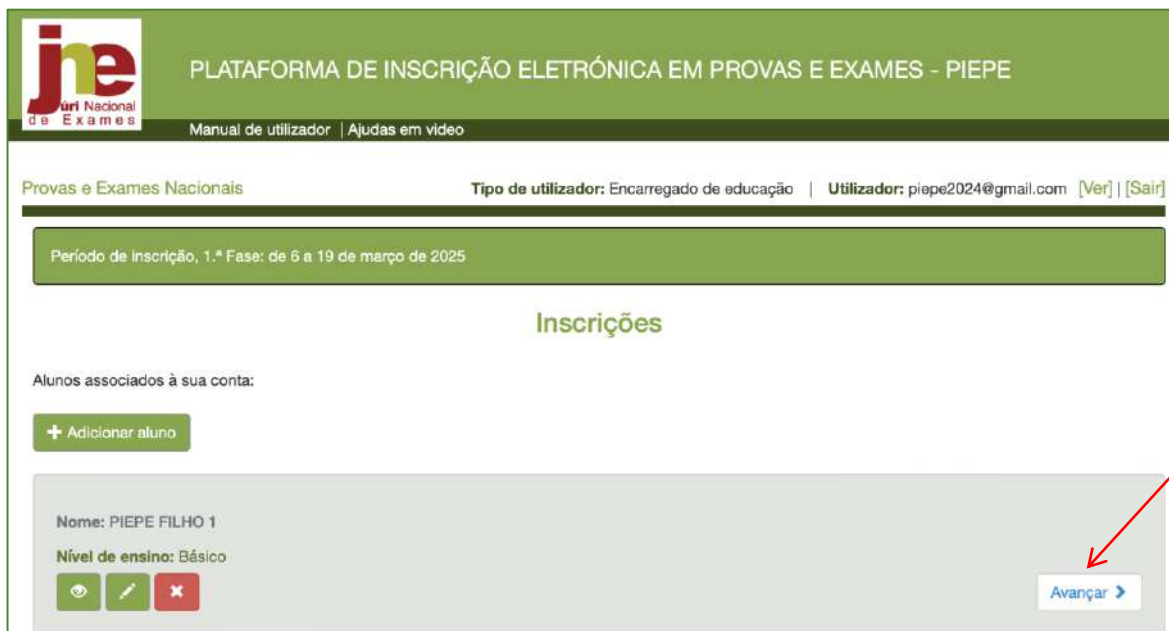 jne
Júri Nacional
de Exames
PLATAFORMA DE INSCRIÇÃO ELETRÓNICA EM PROVAS E EXAMES - PIEPE
Manual de utilizador | Ajudas em video
Provas e Exames Nacionais
Tipo de utilizador: Encarregado de educação | Utilizador: piepe2024@gmail.com [Ver] | [Sair]
Período de inscrição, 1.ª Fase: de 6 a 19 de março de 2025
Inscrições
Alunos associados à sua conta:
+ Adicionar aluno
Nome: PIEPE FILHO 1
Nível de ensino: Básico
Avançar >